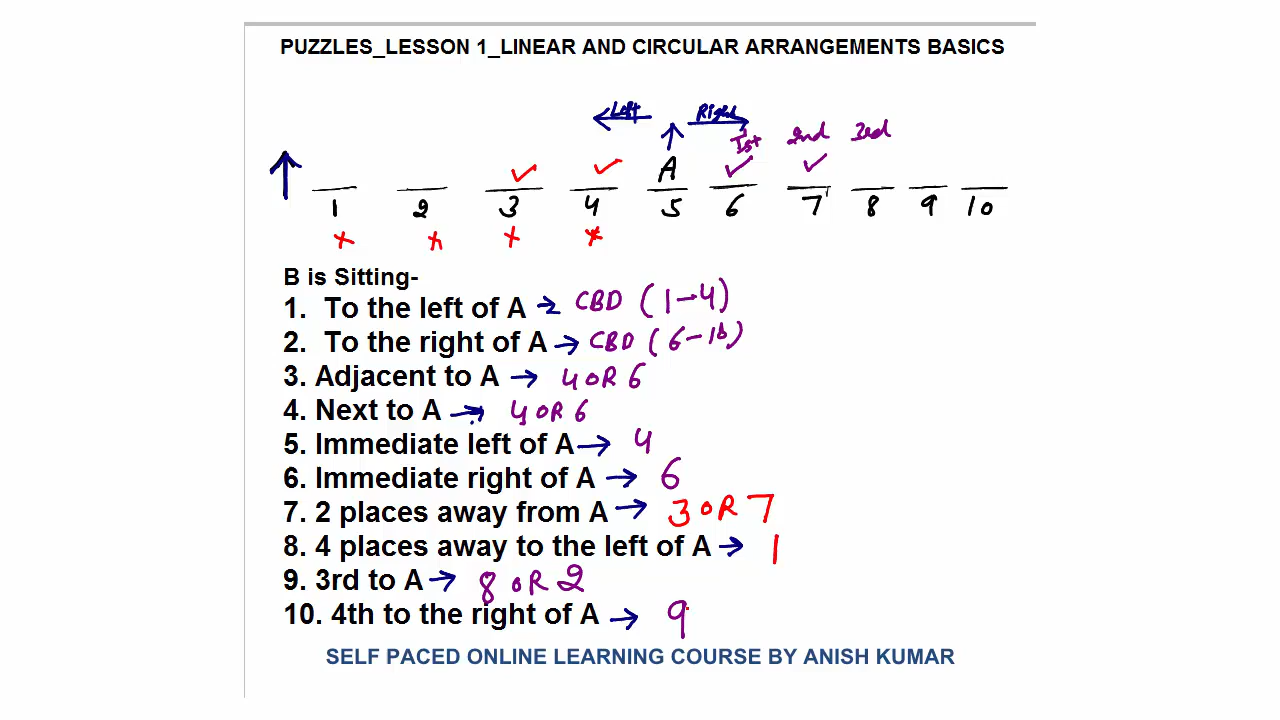 PUZZLES_LESSON 1_LINEAR AND CIRCULAR ARRANGEMENTS BASICS
Left Right
Ist 2nd 3rd
A
1 2 3 4 5 6 7 8 9 10
B is Sitting-
1. To the left of A → CBD (1-4)
2. To the right of A → CBD (6-10)
3. Adjacent to A → 4 OR 6
4. Next to A → 4 OR 6
5. Immediate left of A → 4
6. Immediate right of A → 6
7. 2 places away from A → 3 OR 7
8. 4 places away to the left of A → 1
9. 3rd to A → 8 OR 2
10. 4th to the right of A → 9
SELF PACED ONLINE LEARNING COURSE BY ANISH KUMAR